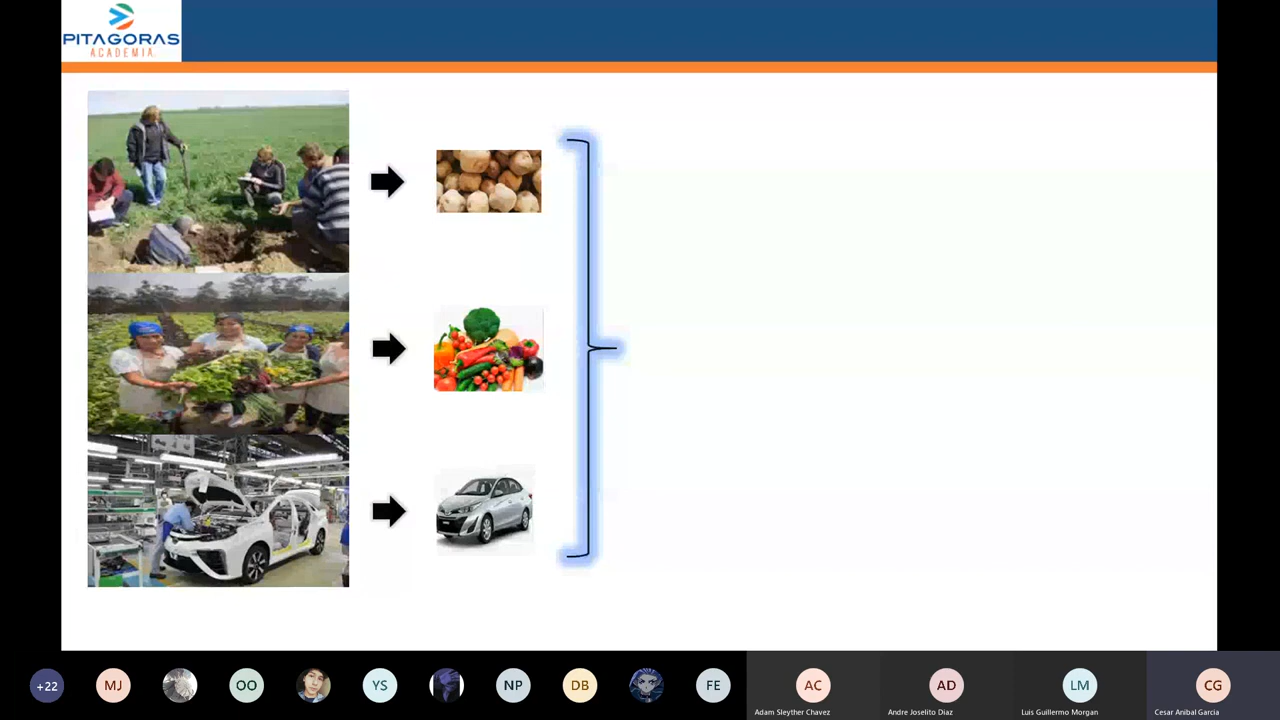 PITAGORAS
ACADEMIA
+22
MJ
OO
YS
NP
DB
FE
AC
AD
LM
CG
Adam Sleyther Chavez
Andre Joselito Diaz
Luis Guillermo Morgan
Cesar Anibal Garcia